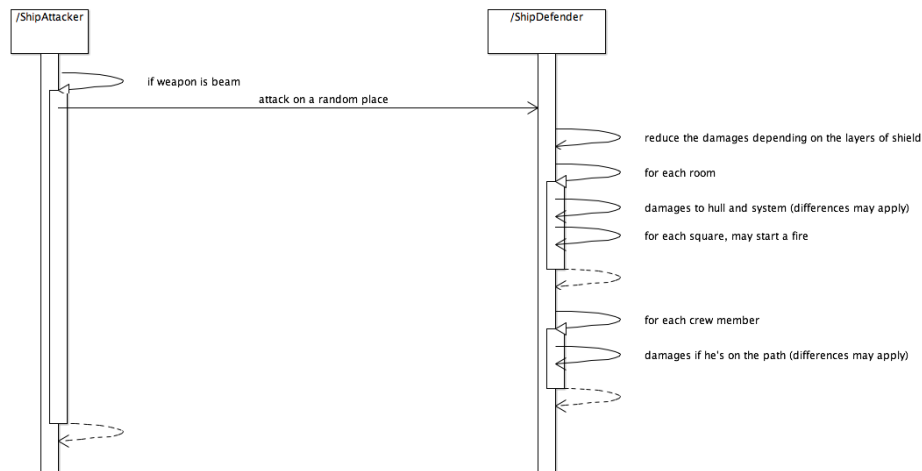 /ShipAttacker
/ShipDefender
if weapon is beam
attack on a random place
reduce the damages depending on the layers of shield
for each room
damages to hull and system (differences may apply)
for each square, may start a fire
for each crew member
damages if he's on the path (differences may apply)